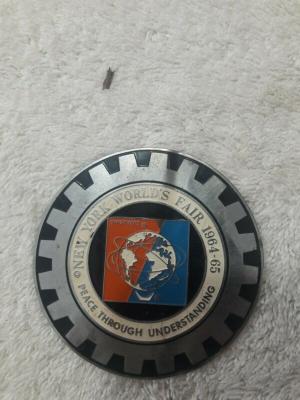 ©NEW YORK WORLD'S FAIR 1964-65
PEACE THROUGH UNDERSTANDING